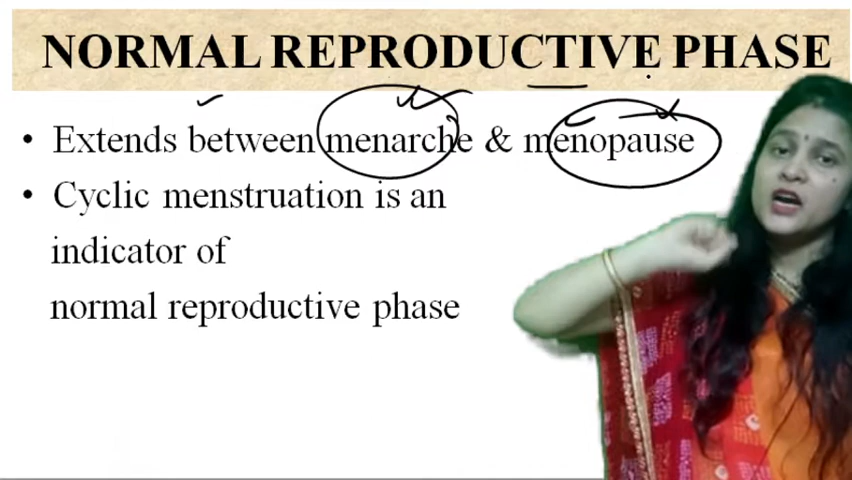 NORMAL REPRODUCTIVE PHASE
• Extends between menarche & menopause
• Cyclic menstruation is an
indicator of
normal reproductive phase